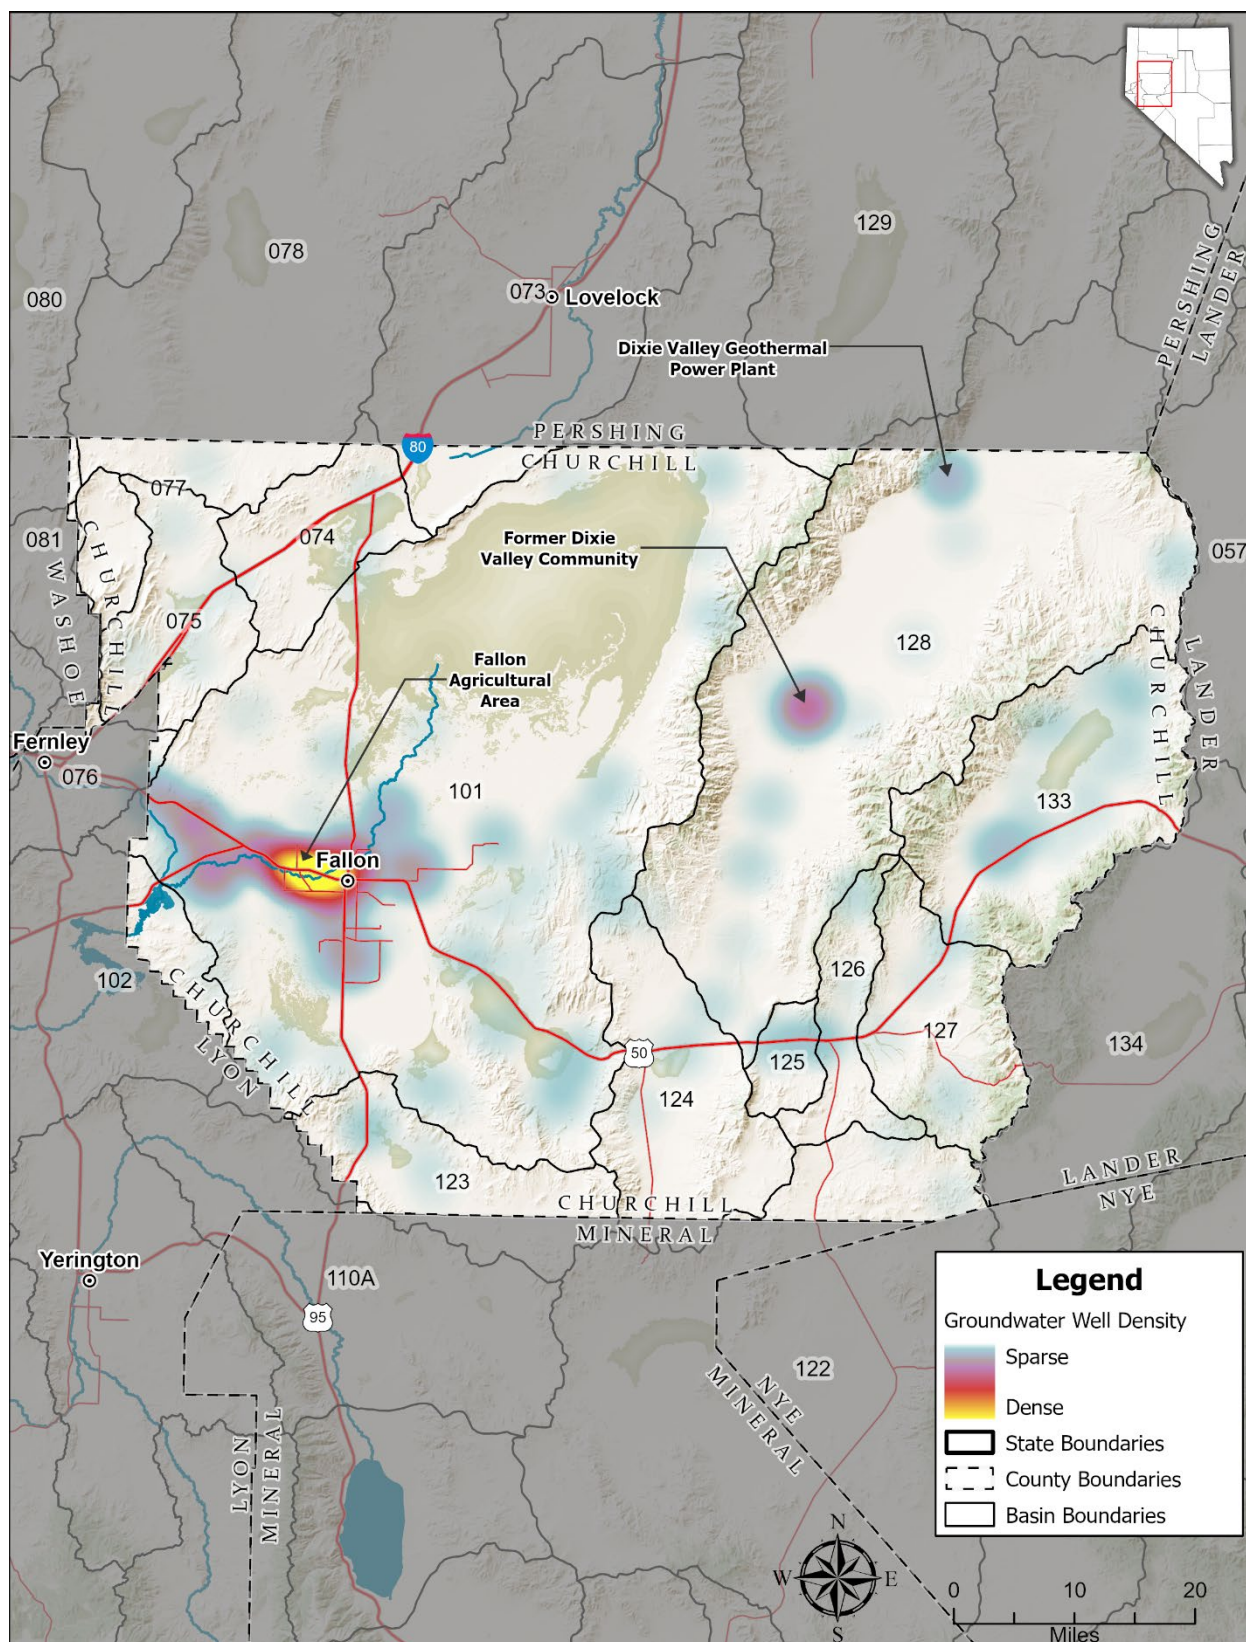 129
078
080
073
Lovelock
PERSHING
LANDER
Dixie Valley Geothermal
Power Plant
80
PERSHING
CHURCHILL
077
081
074
057
CHURCHILL
WASHOE
Former Dixie
Valley Community
075
128
CHURCHILL
LANDER
Fallon
Agricultural
Area
Fernley
076
101
133
Fallon
102
126
CHURCHILL
LYON
127
134
50
125
124
123
LANDER
NYE
CHURCHILL
MINERAL
Yerington
110A
95
122
NYE
MINERAL
LYON
MINERAL
Legend
Groundwater Well Density
Sparse
Dense
State Boundaries
County Boundaries
Basin Boundaries
N
W E
S
0 10 20
Miles